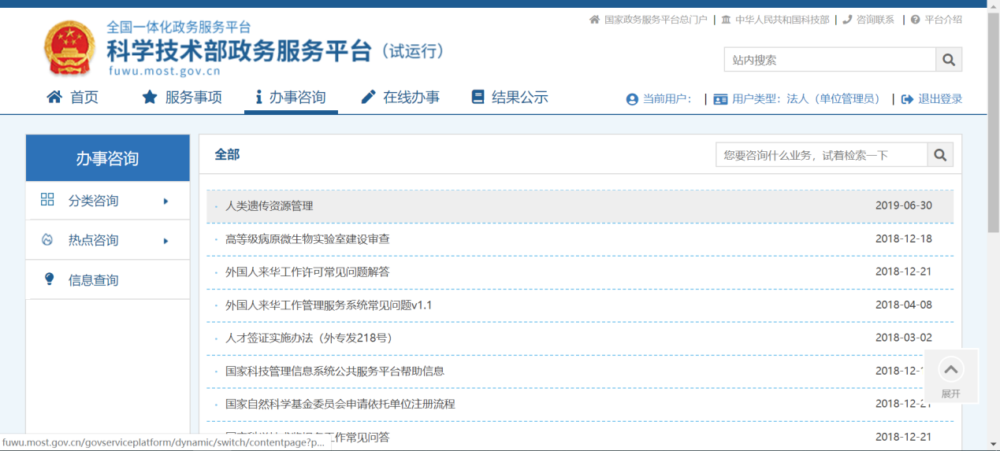 国家政务服务平台总门户 | 中华人民共和国科技部 | 咨询联系 | 平台介绍
全国一体化政务服务平台
科学技术部政务服务平台（试运行）
fuwu.most.gov.cn
站内搜索
首页 服务事项 办事咨询 在线办事 结果公示
当前用户： | 用户类型：法人（单位管理员） | 退出登录
办事咨询
分类咨询
热点咨询
信息查询
全部
您要咨询什么业务，试着检索一下
人类遗传资源管理 2019-06-30
高等级病原微生物实验室建设审查 2018-12-18
外国人来华工作许可常见问题解答 2018-12-21
外国人来华工作管理服务系统常见问题v1.1 2018-04-08
人才签证实施办法（外专发218号） 2018-03-02
国家科技管理信息系统公共服务平台帮助信息 2018-12-
展开
国家自然科学基金委员会申请依托单位注册流程 2018-12-21
工作常见问答 2018-12-21
fuwu.most.gov.cn/govserviceplatform/dynamic/switch/contentpage?p...